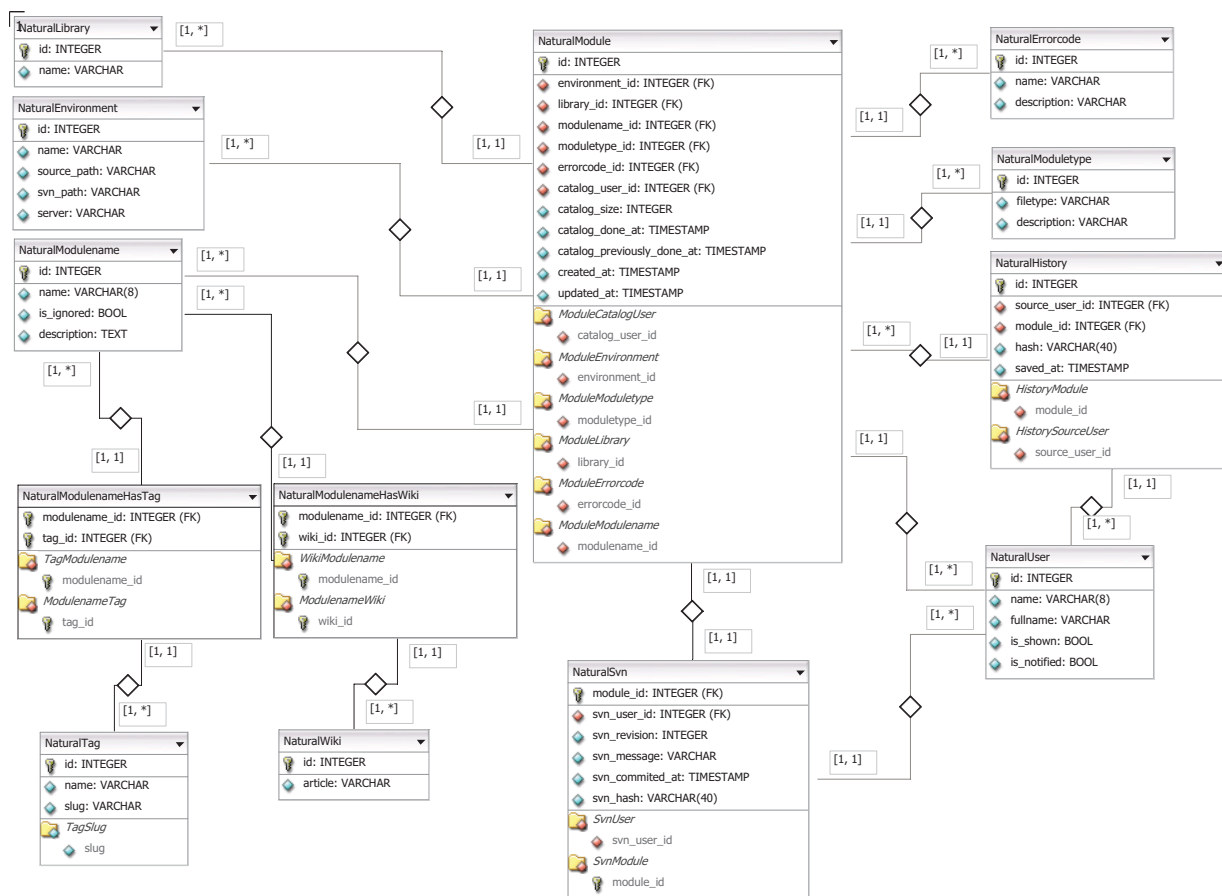 1
NaturalLibrary
id: INTEGER
name: VARCHAR
[1, *]
[1, 1]
NaturalEnvironment
id: INTEGER
name: VARCHAR
source_path: VARCHAR
svn_path: VARCHAR
server: VARCHAR
[1, *]
[1, 1]
NaturalModulename
id: INTEGER
name: VARCHAR(8)
is_ignored: BOOL
description: TEXT
[1, *]
[1, *]
[1, 1]
[1, *]
[1, 1]
[1, 1]
NaturalModulenameHasTag
modulename_id: INTEGER (FK)
tag_id: INTEGER (FK)
TagModulename
modulename_id
ModulenameTag
tag_id
[1, 1]
[1, *]
NaturalTag
id: INTEGER
name: VARCHAR
slug: VARCHAR
TagSlug
slug
NaturalModulenameHasWiki
modulename_id: INTEGER (FK)
wiki_id: INTEGER (FK)
WikiModulename
modulename_id
ModulenameWiki
wiki_id
[1, 1]
[1, *]
NaturalWiki
id: INTEGER
article: VARCHAR
NaturalModule
id: INTEGER
environment_id: INTEGER (FK)
library_id: INTEGER (FK)
modulename_id: INTEGER (FK)
moduletype_id: INTEGER (FK)
errorcode_id: INTEGER (FK)
catalog_user_id: INTEGER (FK)
catalog_size: INTEGER
catalog_done_at: TIMESTAMP
catalog_previously_done_at: TIMESTAMP
created_at: TIMESTAMP
updated_at: TIMESTAMP
ModuleCatalogUser
catalog_user_id
ModuleEnvironment
environment_id
ModuleModuletype
moduletype_id
ModuleLibrary
library_id
ModuleErrorcode
errorcode_id
ModuleModulename
modulename_id
[1, 1]
[1, 1]
NaturalSvn
module_id: INTEGER (FK)
svn_user_id: INTEGER (FK)
svn_revision: INTEGER
svn_message: VARCHAR
svn_commited_at: TIMESTAMP
svn_hash: VARCHAR(40)
SvnUser
svn_user_id
SvnModule
module_id
[1, *]
[1, 1]
NaturalErrorcode
id: INTEGER
name: VARCHAR
description: VARCHAR
[1, *]
[1, 1]
NaturalModuletype
id: INTEGER
filetype: VARCHAR
description: VARCHAR
[1, *]
[1, 1]
NaturalHistory
id: INTEGER
source_user_id: INTEGER (FK)
module_id: INTEGER (FK)
hash: VARCHAR(40)
saved_at: TIMESTAMP
HistoryModule
module_id
HistorySourceUser
source_user_id
[1, 1]
[1, 1]
[1, *]
[1, *]
[1, *]
[1, 1]
NaturalUser
id: INTEGER
name: VARCHAR(8)
fullname: VARCHAR
is_shown: BOOL
is_notified: BOOL